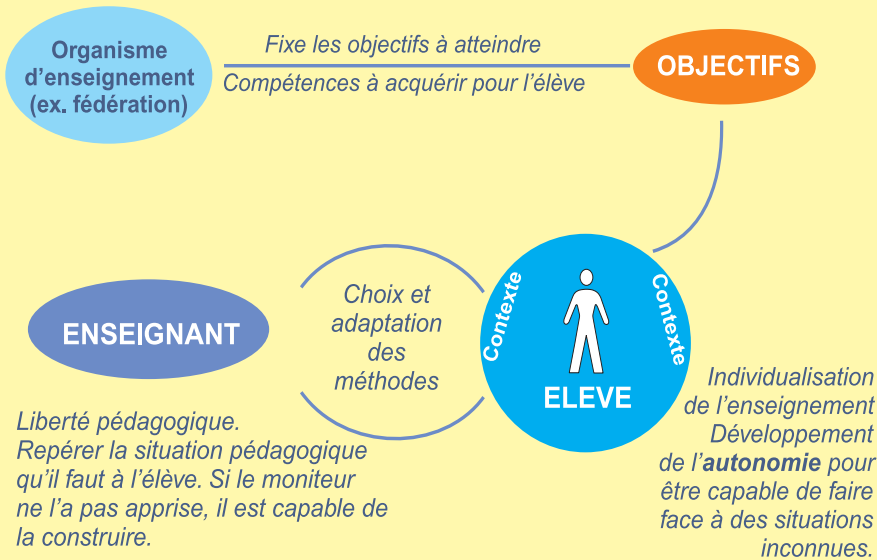 Organisme
d'enseignement
(ex. fédération)
Fixe les objectifs à atteindre
Compétences à acquérir pour l'élève
OBJECTIFS
ENSEIGNANT
Choix et
adaptation
des
méthodes
Contexte
Contexte
ELEVE
Liberté pédagogique.
Repérer la situation pédagogique
qu'il faut à l'élève. Si le moniteur
ne l'a pas apprise, il est capable de
la construire.
Individualisation
de l'enseignement
Développement
de l'autonomie pour
être capable de faire
face à des situations
inconnues.